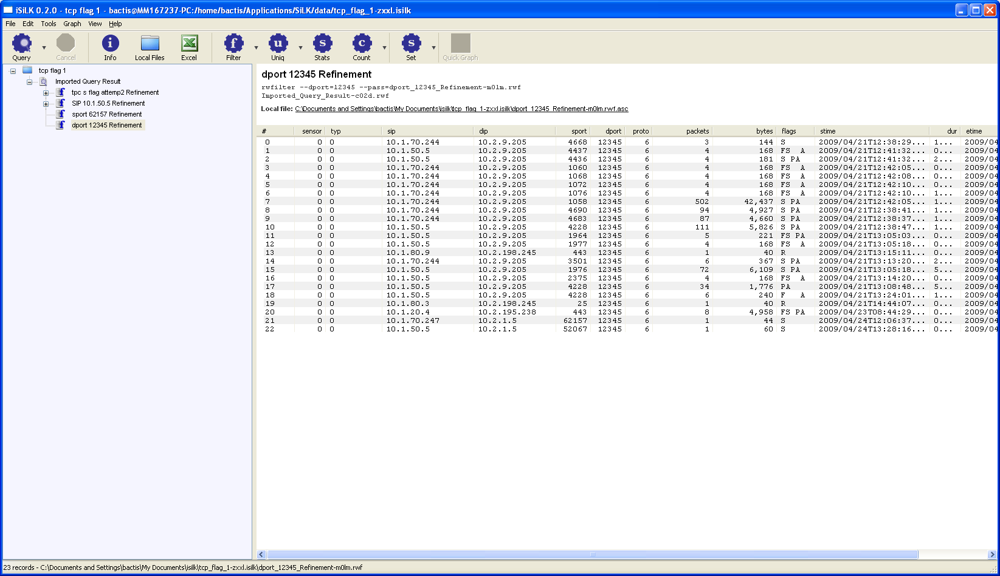 iSiLK 0.2.0 - tcp flag 1 - bactis@MM167237-PC:/home/bactis/Applications/SiLK/data/tcp_flag_1-zxxl.isilk
File Edit Tools Graph View Help
Query Cancel Info Local Files Excel Filter Uniq Stats Count Set Quick Graph
tcp flag 1
Imported Query Result
tpc s flag attemp2 Refinement
SIP 10.1.50.5 Refinement
sport 62157 Refinement
dport 12345 Refinement
dport 12345 Refinement
rwfilter --dport=12345 --pass=dport_12345_Refinement-m0lm.rwf
Imported_Query_Result-c02d.rwf
Local file: C:\Documents and Settings\bactis\My Documents\isilk\tcp_flag_1-zxxl.isilk\dport_12345_Refinement-m0lm.rwf.asc
# sensor typ sip dip sport dport proto packets bytes flags stime dur etime
0 0 0 10.1.70.244 10.2.9.205 4668 12345 6 3 144 S 2009/04/21T12:38:29... 1... 2009/04
1 0 0 10.1.50.5 10.2.9.205 4437 12345 6 4 168 FS A 2009/04/21T12:41:32... 0... 2009/04
2 0 0 10.1.50.5 10.2.9.205 4436 12345 6 4 181 S PA 2009/04/21T12:41:32... 2... 2009/04
3 0 0 10.1.70.244 10.2.9.205 1060 12345 6 4 168 FS A 2009/04/21T12:42:05... 0... 2009/04
4 0 0 10.1.70.244 10.2.9.205 1068 12345 6 4 168 FS A 2009/04/21T12:42:08... 0... 2009/04
5 0 0 10.1.70.244 10.2.9.205 1072 12345 6 4 168 FS A 2009/04/21T12:42:10... 0... 2009/04
6 0 0 10.1.70.244 10.2.9.205 1076 12345 6 4 168 FS A 2009/04/21T12:42:10... 1... 2009/04
7 0 0 10.1.70.244 10.2.9.205 1058 12345 6 502 42,437 S PA 2009/04/21T12:42:05... 1... 2009/04
8 0 0 10.1.70.244 10.2.9.205 4690 12345 6 94 4,927 S PA 2009/04/21T12:38:41... 1... 2009/04
9 0 0 10.1.70.244 10.2.9.205 4683 12345 6 87 4,660 S PA 2009/04/21T12:38:37... 1... 2009/04
10 0 0 10.1.50.5 10.2.9.205 4228 12345 6 111 5,826 S PA 2009/04/21T12:38:47... 1... 2009/04
11 0 0 10.1.50.5 10.2.9.205 1964 12345 6 5 221 FS PA 2009/04/21T13:05:03... 0... 2009/04
12 0 0 10.1.50.5 10.2.9.205 1977 12345 6 4 168 FS A 2009/04/21T13:05:18... 0... 2009/04
13 0 0 10.1.80.9 10.2.198.245 443 12345 6 1 40 R 2009/04/21T13:15:11... 0... 2009/04
14 0 0 10.1.70.244 10.2.9.205 3501 12345 6 6 367 S PA 2009/04/21T13:13:20... 2... 2009/04
15 0 0 10.1.50.5 10.2.9.205 1976 12345 6 72 6,109 S PA 2009/04/21T13:05:18... 5... 2009/04
16 0 0 10.1.50.5 10.2.9.205 2375 12345 6 4 168 FS A 2009/04/21T13:14:20... 0... 2009/04
17 0 0 10.1.50.5 10.2.9.205 4228 12345 6 34 1,776 PA 2009/04/21T13:08:48... 5... 2009/04
18 0 0 10.1.50.5 10.2.9.205 4228 12345 6 6 240 F A 2009/04/21T13:24:01... 1... 2009/04
19 0 0 10.1.80.3 10.2.198.245 25 12345 6 1 40 R 2009/04/21T14:44:07... 0... 2009/04
20 0 0 10.1.20.4 10.2.195.238 443 12345 6 8 4,958 FS PA 2009/04/23T08:44:29... 0... 2009/04
21 0 0 10.1.70.247 10.2.1.5 62157 12345 6 1 44 S 2009/04/24T12:06:37... 0... 2009/04
22 0 0 10.1.50.5 10.2.1.5 52067 12345 6 1 60 S 2009/04/24T13:28:16... 0... 2009/04
23 records - C:\Documents and Settings\bactis\My Documents\isilk\tcp_flag_1-zxxl.isilk\dport_12345_Refinement-m0lm.rwf